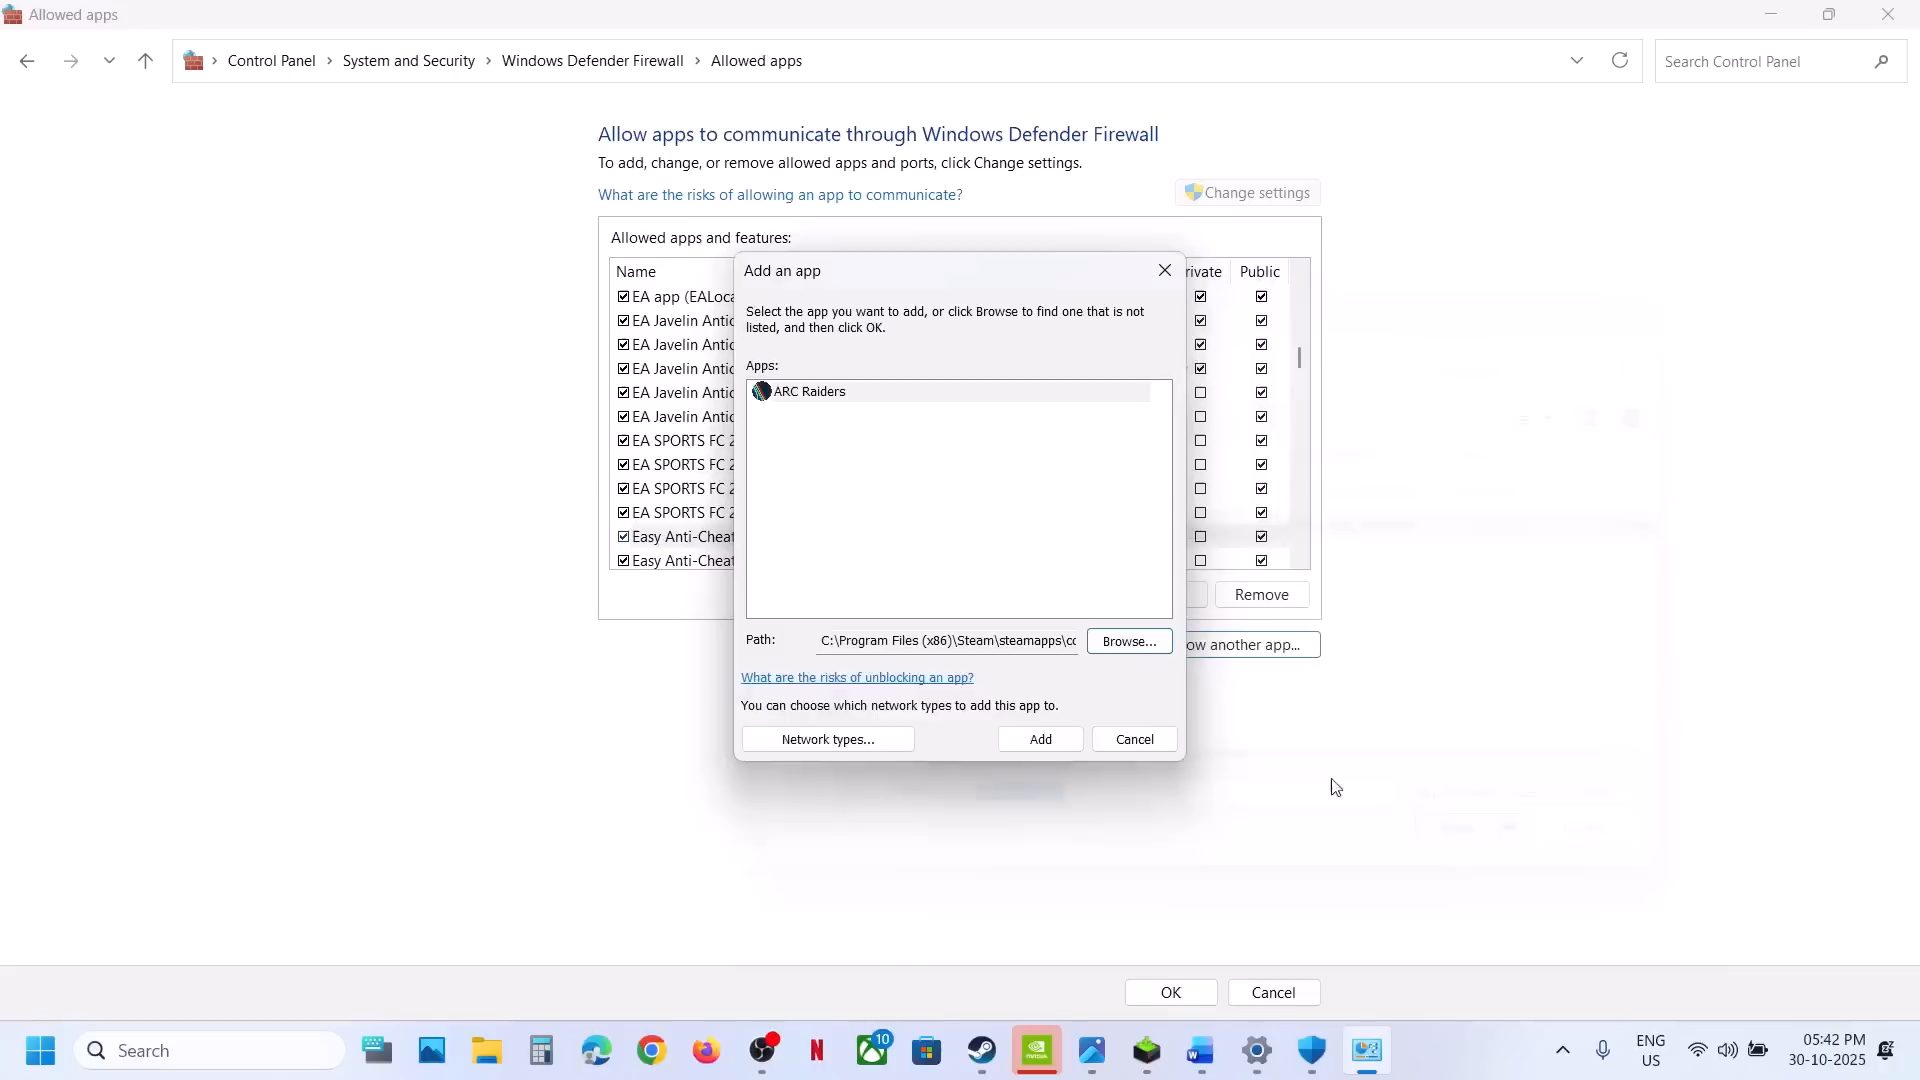 Allowed apps
Control Panel > System and Security > Windows Defender Firewall > Allowed apps
Search Control Panel
Allow apps to communicate through Windows Defender Firewall
To add, change, or remove allowed apps and ports, click Change settings.
What are the risks of allowing an app to communicate?
Change settings
Allowed apps and features:
Name
rivate
Public
EA app (EALoca
EA Javelin Antic
EA Javelin Antic
EA Javelin Antic
EA Javelin Antic
EA Javelin Antic
EA SPORTS FC 2
EA SPORTS FC 2
EA SPORTS FC 2
EA SPORTS FC 2
Easy Anti-Cheat
Easy Anti-Cheat
Remove
ow another app...
Add an app
Select the app you want to add, or click Browse to find one that is not
listed, and then click OK.
Apps:
ARC Raiders
Path:
C:\Program Files (x86)\Steam\steamapps\cc
Browse...
What are the risks of unblocking an app?
You can choose which network types to add this app to.
Network types...
Add
Cancel
OK
Cancel
Search
10
ENG
US
05:42 PM
30-10-2025